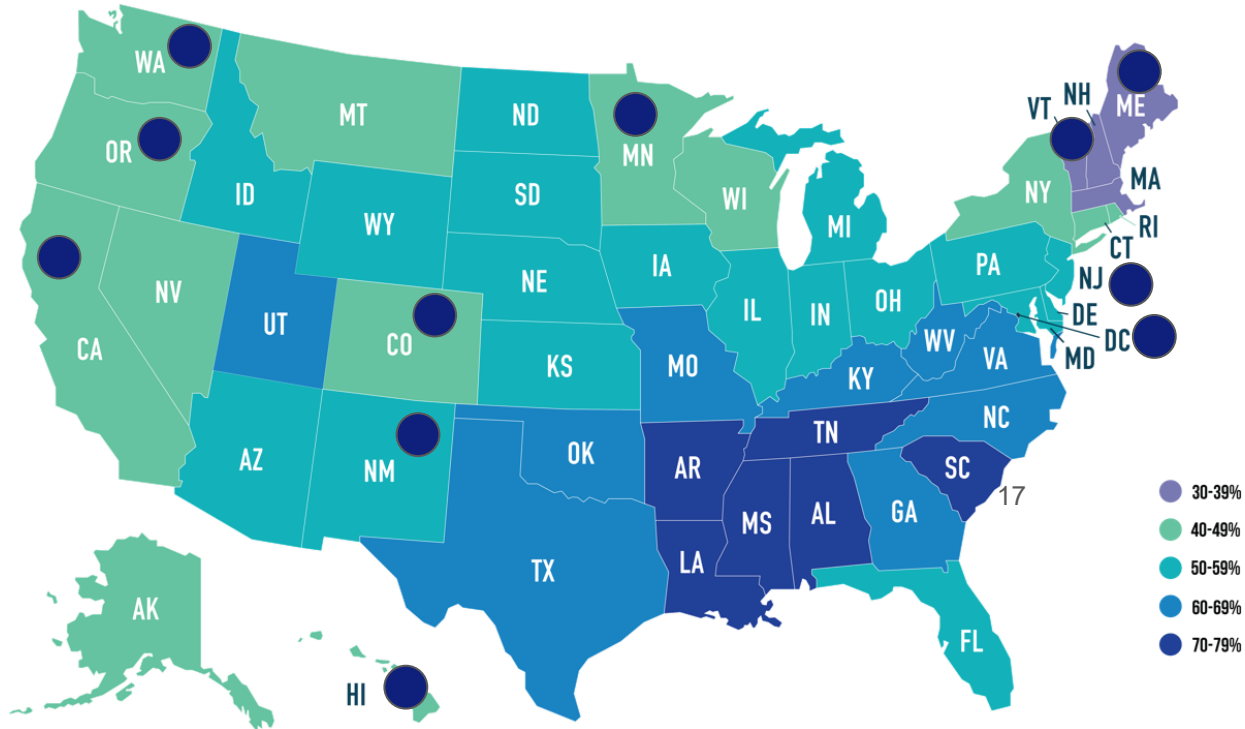 WA
MT
ND
MN
VT
NH
ME
OR
ID
SD
WI
NY
MA
WY
MI
RI
CT
NE
IA
PA
NJ
NV
UT
CO
IL
IN
OH
DE
DC
MD
CA
KS
MO
WV
VA
KY
AZ
NM
OK
AR
TN
NC
SC
17
MS
AL
GA
TX
LA
FL
AK
HI
30-39%
40-49%
50-59%
60-69%
70-79%